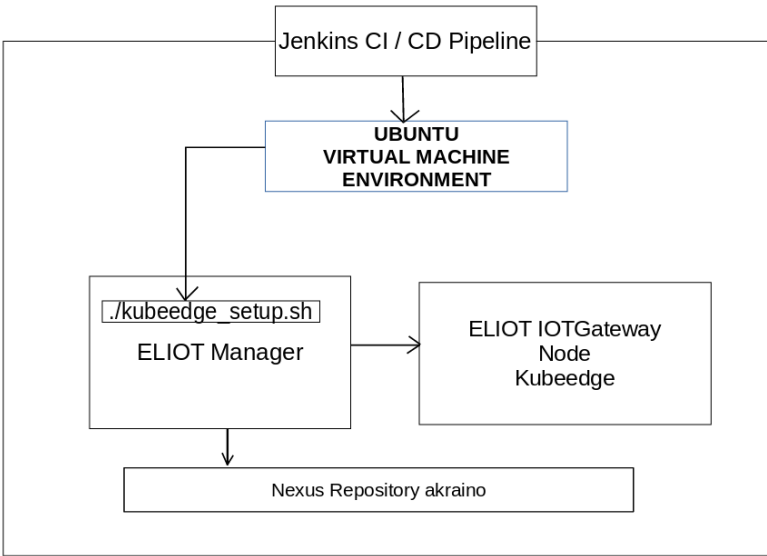 Jenkins CI / CD Pipeline
UBUNTU
VIRTUAL MACHINE
ENVIRONMENT
./kubeedge_setup.sh
ELIOT Manager
ELIOT IOTGateway
Node
Kubeedge
Nexus Repository akraino